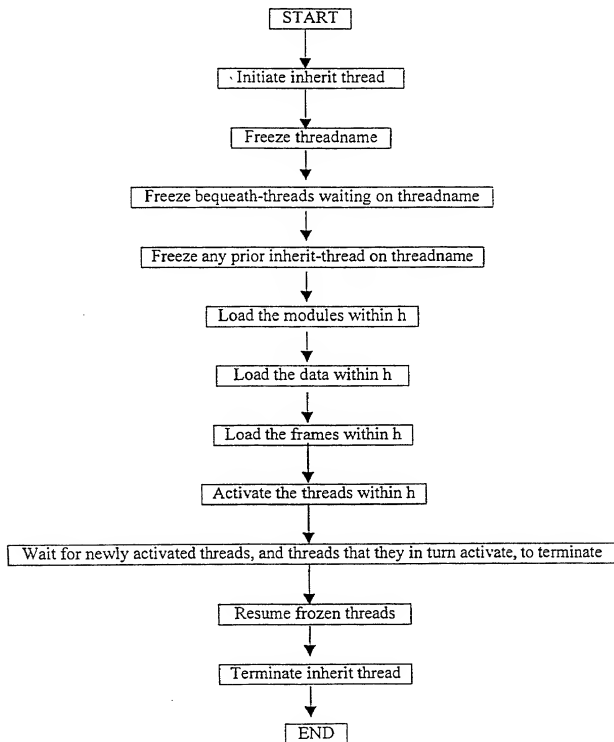 START
Initiate inherit thread
Freeze threadname
Freeze bequeath-threads waiting on threadname
Freeze any prior inherit-thread on threadname
Load the modules within h
Load the data within h
Load the frames within h
Activate the threads within h
Wait for newly activated threads, and threads that they in turn activate, to terminate
Resume frozen threads
Terminate inherit thread
END